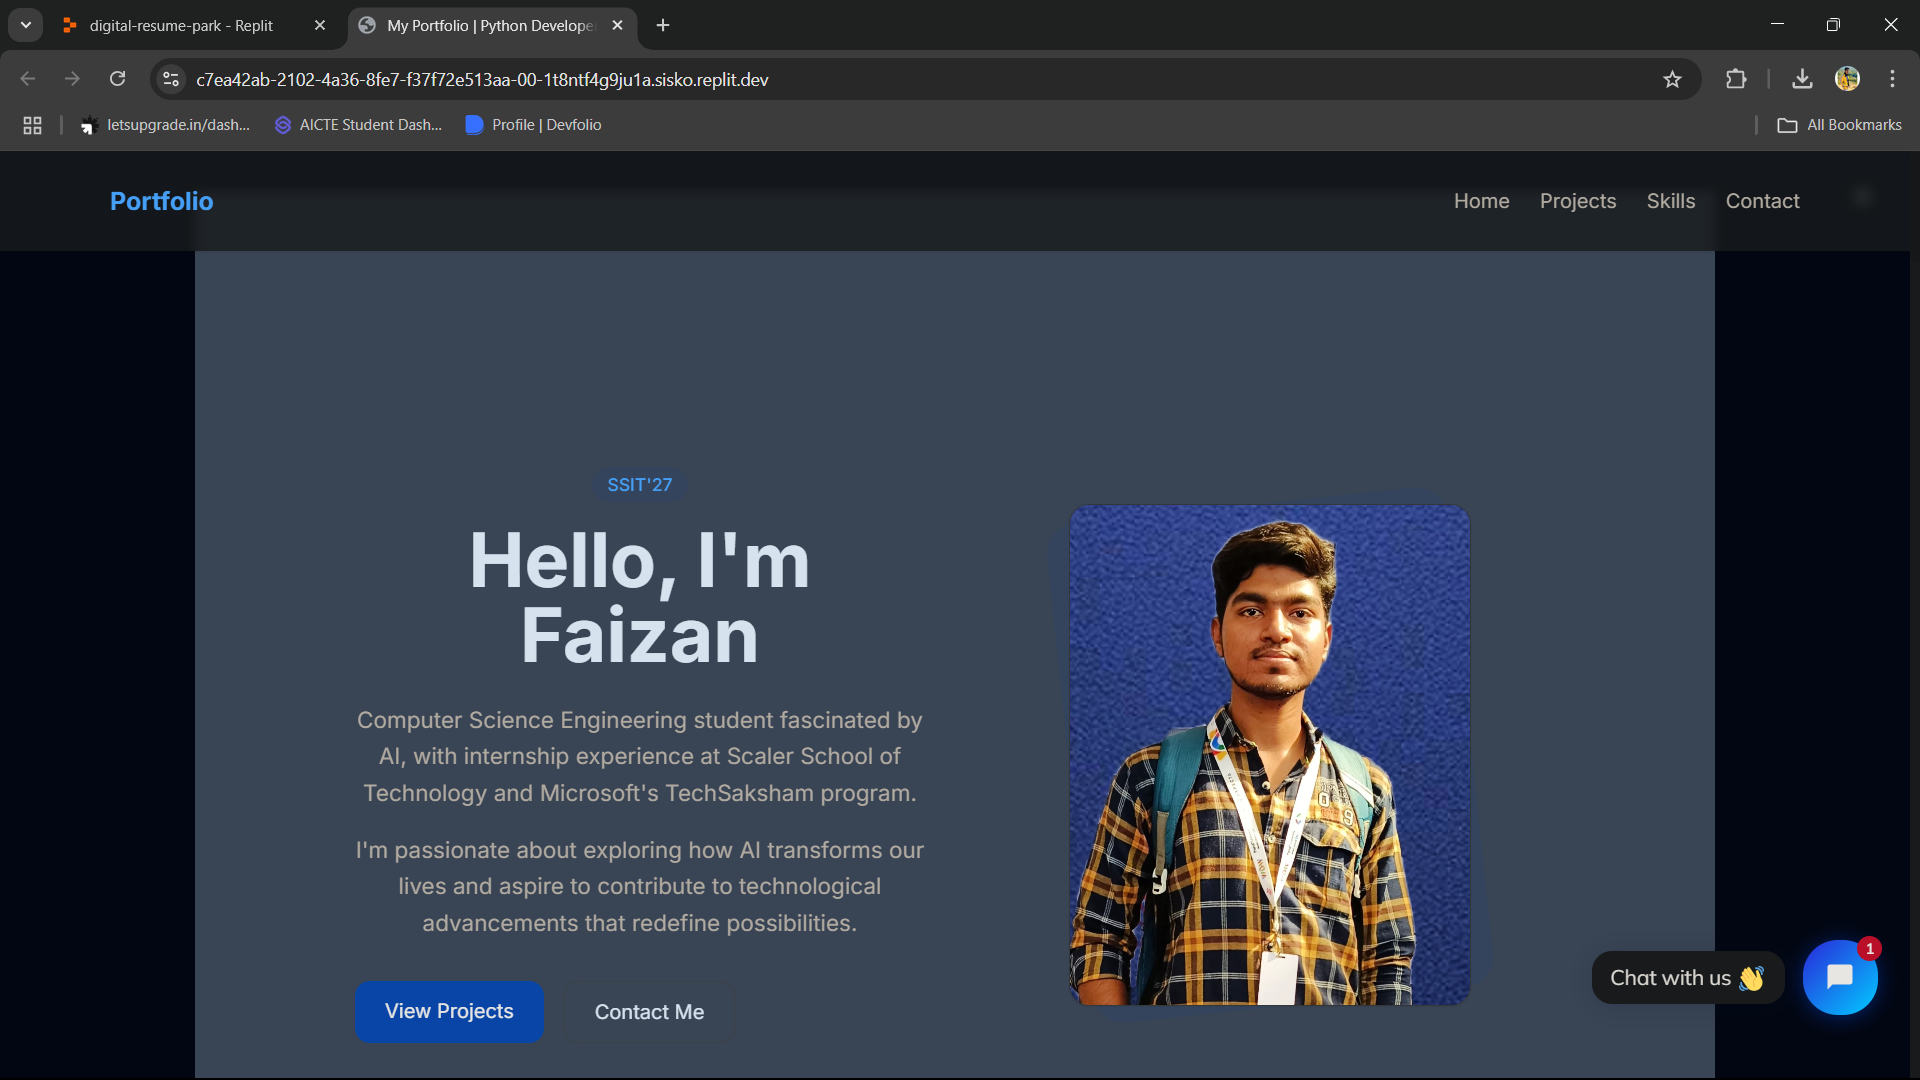 digital-resume-park - Replit
My Portfolio | Python Develope
c7ea42ab-2102-4a36-8fe7-f37f72e513aa-00-1t8ntf4g9ju1a.sisko.replit.dev
letsupgrade.in/dash...
AICTE Student Dash...
Profile | Devfolio
All Bookmarks
Portfolio
Home
Projects
Skills
Contact
SSIT'27
Hello, I'm
Faizan
Computer Science Engineering student fascinated by
AI, with internship experience at Scaler School of
Technology and Microsoft's TechSaksham program.
I'm passionate about exploring how AI transforms our
lives and aspire to contribute to technological
advancements that redefine possibilities.
View Projects
Contact Me
Chat with us 👋
1